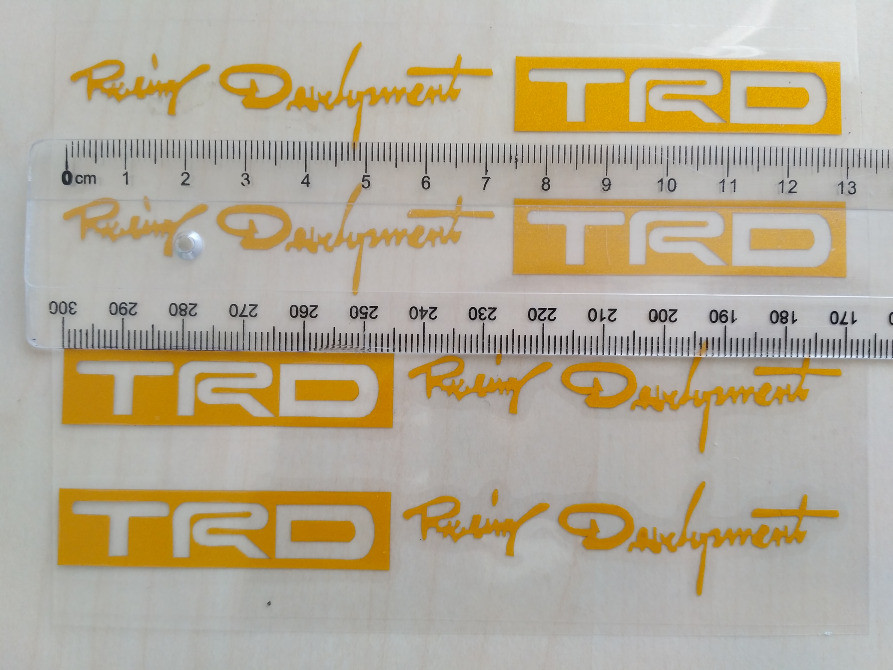 Racing Development TRD
0 cm 1 2 3 4 5 6 7 8 9 10 11 12 13
Racing Development TRD
300 290 280 270 260 250 240 230 220 210 200 190 180 170
TRD Racing Development
TRD Racing Development